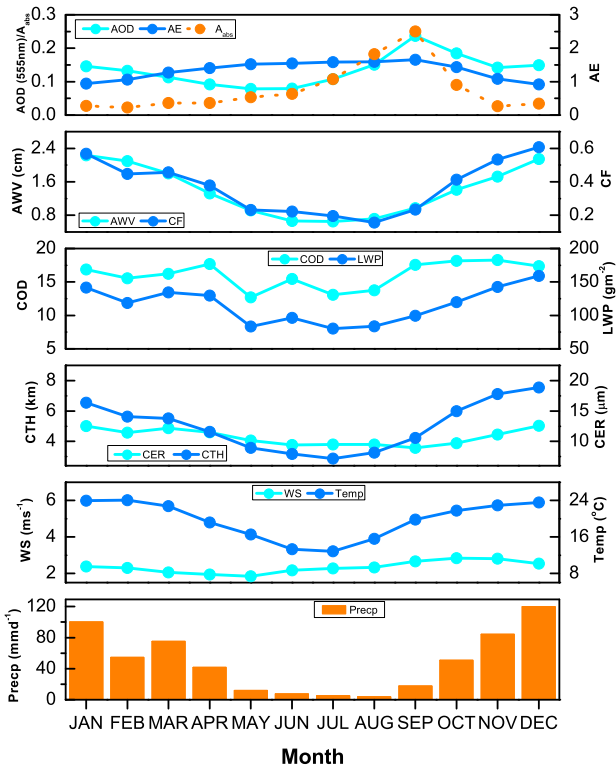 AOD (555nm)/A_abs
0.3
0.2
0.1
0.0
AOD AE A_abs
3
2
1
0
AE
AWV (cm)
2.4
1.6
0.8
AWV CF
0.6
0.4
0.2
CF
COD
20
15
10
5
COD LWP
200
150
100
50
LWP (gm⁻²)
CTH (km)
8
6
4
CER CTH
20
15
10
CER (μm)
WS (ms⁻¹)
6
4
2
WS Temp
24
16
8
Temp (°C)
Precp (mmd⁻¹)
120
80
40
0
Precp
JAN FEB MAR APR MAY JUN JUL AUG SEP OCT NOV DEC
Month